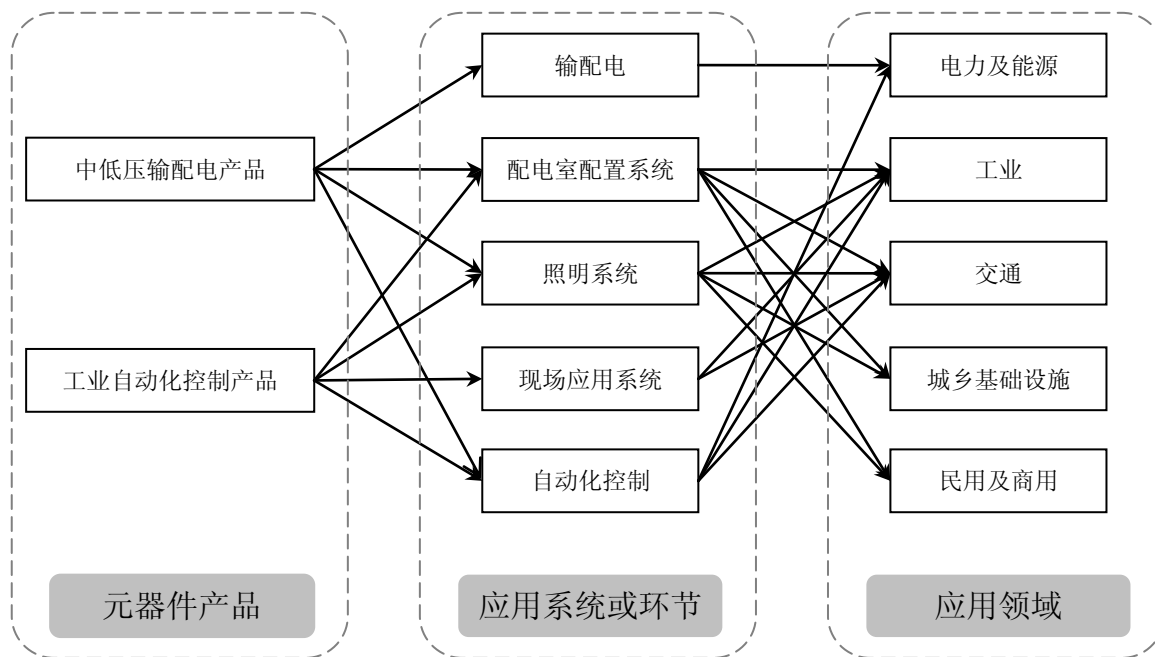 中低压输配电产品
工业自动化控制产品
元器件产品
输配电
配电室配置系统
照明系统
现场应用系统
自动化控制
应用系统或环节
电力及能源
工业
交通
城乡基础设施
民用及商用
应用领域